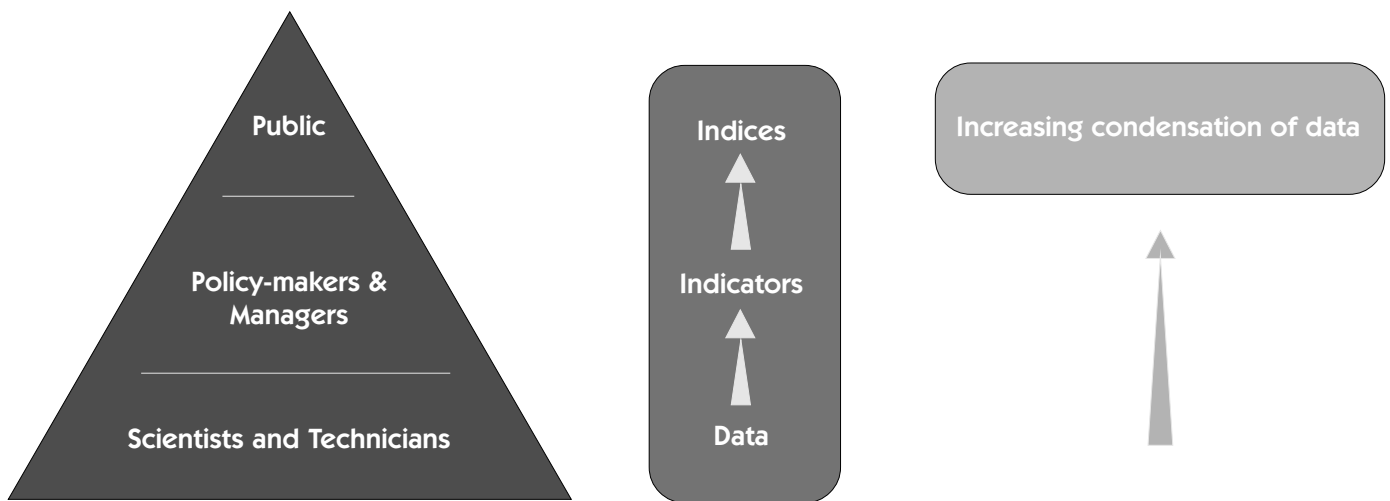 Public
Policy-makers &
Managers
Scientists and Technicians
Indices
Indicators
Data
Increasing condensation of data